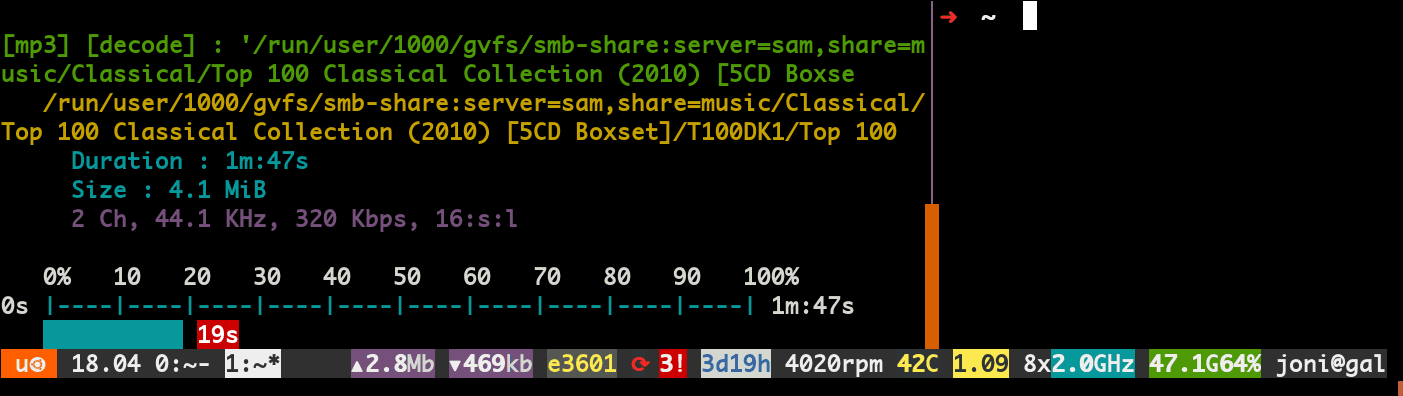 ➜ ~
[mp3] [decode] : '/run/user/1000/gvfs/smb-share:server=sam,share=m
usic/Classical/Top 100 Classical Collection (2010) [5CD Boxse
/run/user/1000/gvfs/smb-share:server=sam,share=music/Classical/
Top 100 Classical Collection (2010) [5CD Boxset]/T100DK1/Top 100
Duration : 1m:47s
Size : 4.1 MiB
2 Ch, 44.1 KHz, 320 Kbps, 16:s:l
0% 10 20 30 40 50 60 70 80 90 100%
0s |----|----|----|----|----|----|----|----|----|----| 1m:47s
19s
u 18.04 0:~- 1:~* ▲2.8Mb ▼469kb e3601 ⟳ 3! 3d19h 4020rpm 42C 1.09 8x2.0GHz 47.1G64% joni@gal